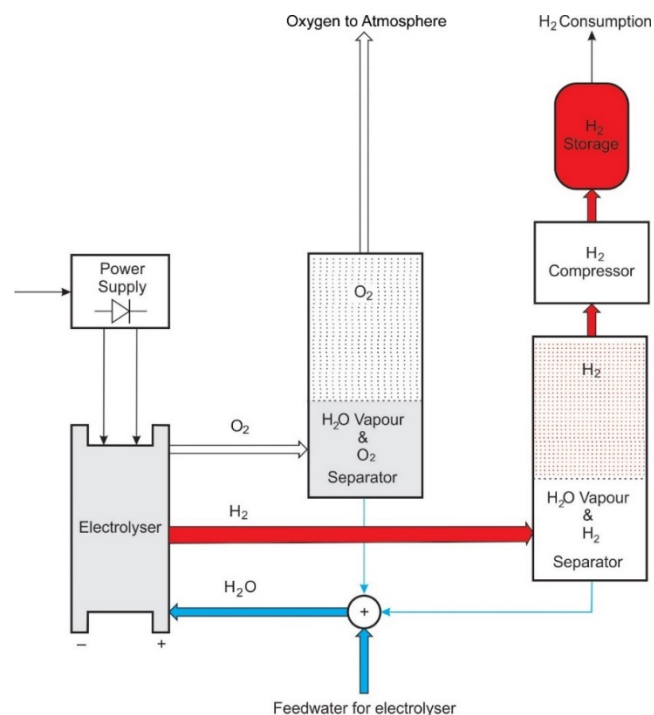 Oxygen to Atmosphere
H₂ Consumption
H₂
Storage
Power
Supply
O₂
H₂
Compressor
H₂
O₂
H₂O Vapour
&
O₂
Separator
Electrolyser
H₂
H₂O Vapour
&
H₂
Separator
H₂O
+
– +
Feedwater for electrolyser